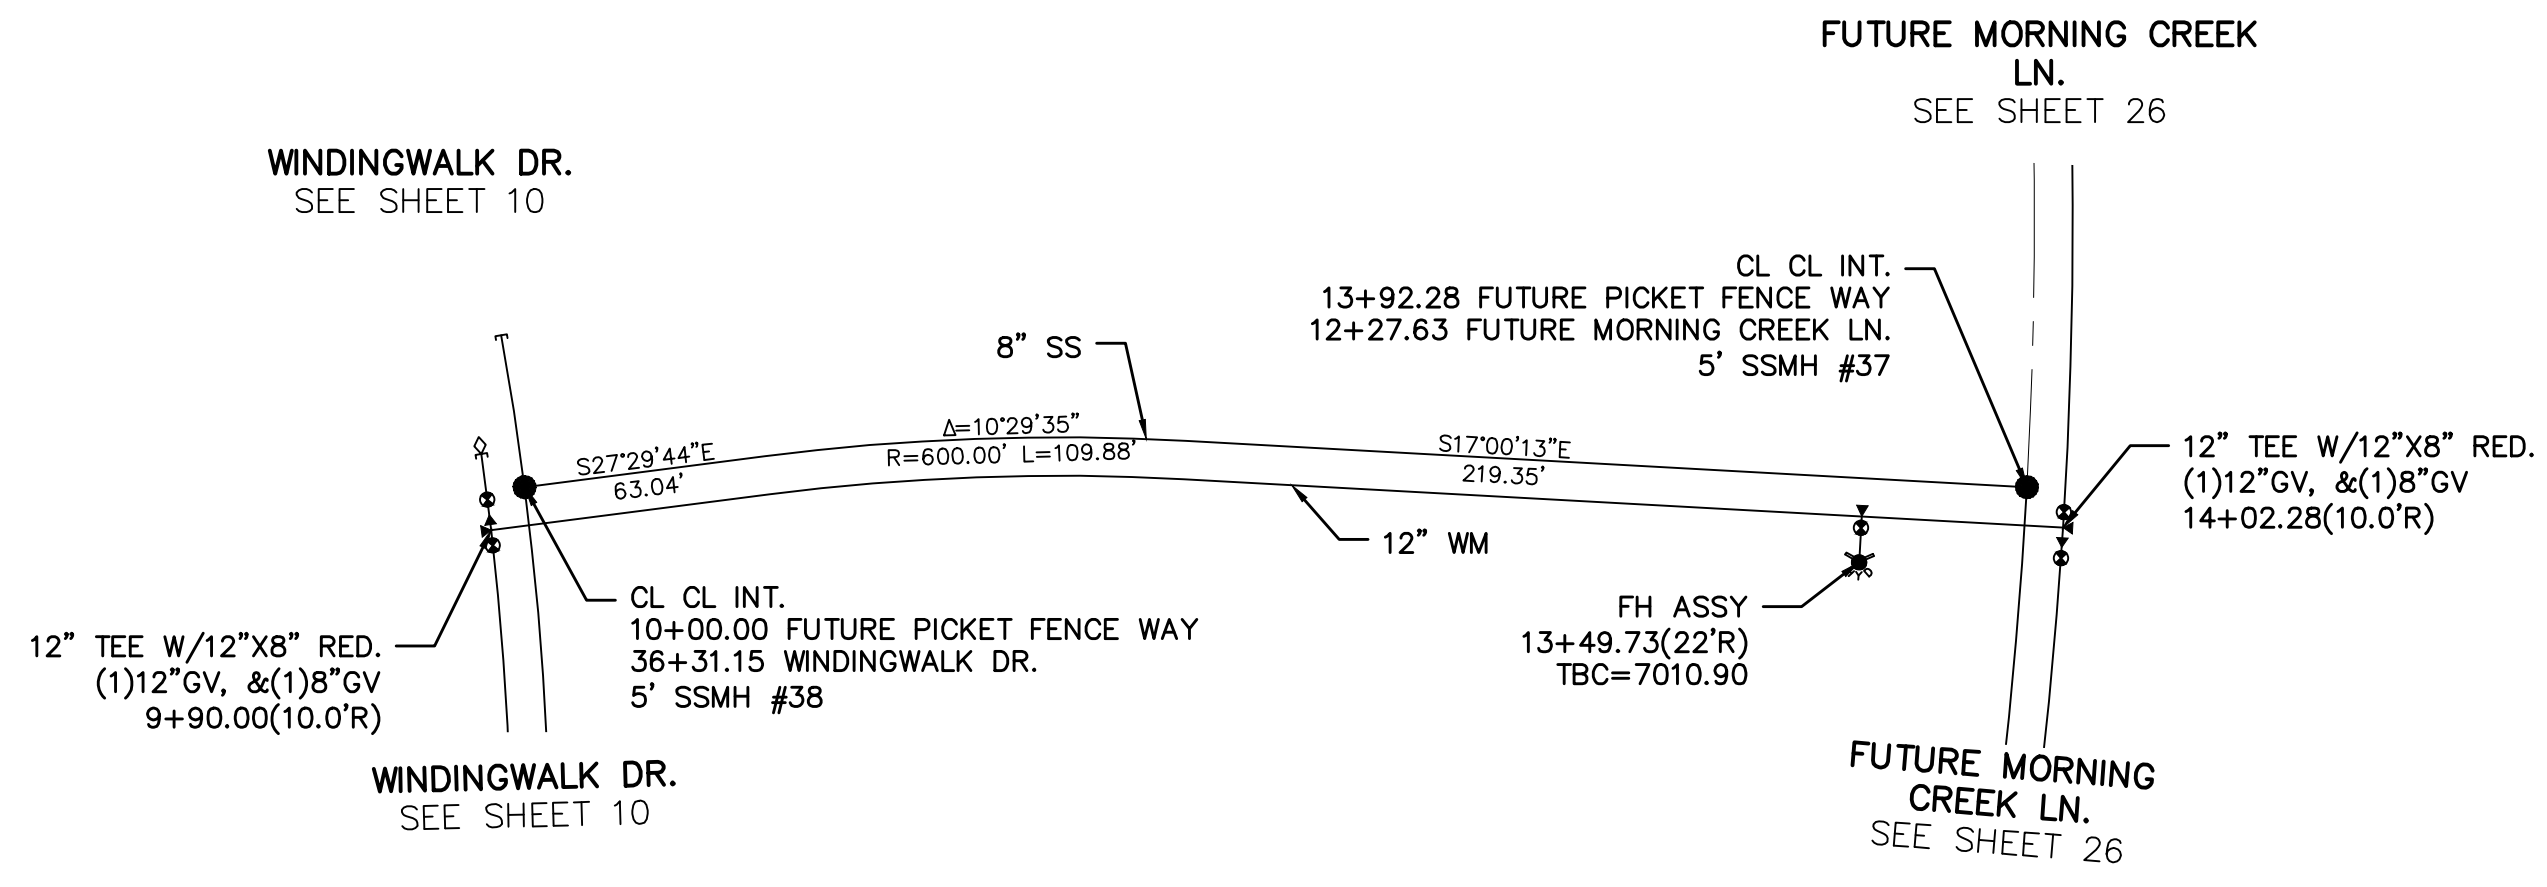 FUTURE MORNING CREEK
LN.
SEE SHEET 26
WINDINGWALK DR.
SEE SHEET 10
CL CL INT.
13+92.28 FUTURE PICKET FENCE WAY
12+27.63 FUTURE MORNING CREEK LN.
5' SSMH #37
8" SS
Δ=10°29'35"
R=600.00' L=109.88'
S27°29'44"E
63.04'
S17°00'13"E
219.35'
12" TEE W/12"X8" RED.
(1)12"GV, &(1)8"GV
14+02.28(10.0'R)
12" WM
CL CL INT.
10+00.00 FUTURE PICKET FENCE WAY
36+31.15 WINDINGWALK DR.
5' SSMH #38
FH ASSY
13+49.73(22'R)
TBC=7010.90
12" TEE W/12"X8" RED.
(1)12"GV, &(1)8"GV
9+90.00(10.0'R)
WINDINGWALK DR.
SEE SHEET 10
FUTURE MORNING
CREEK LN.
SEE SHEET 26